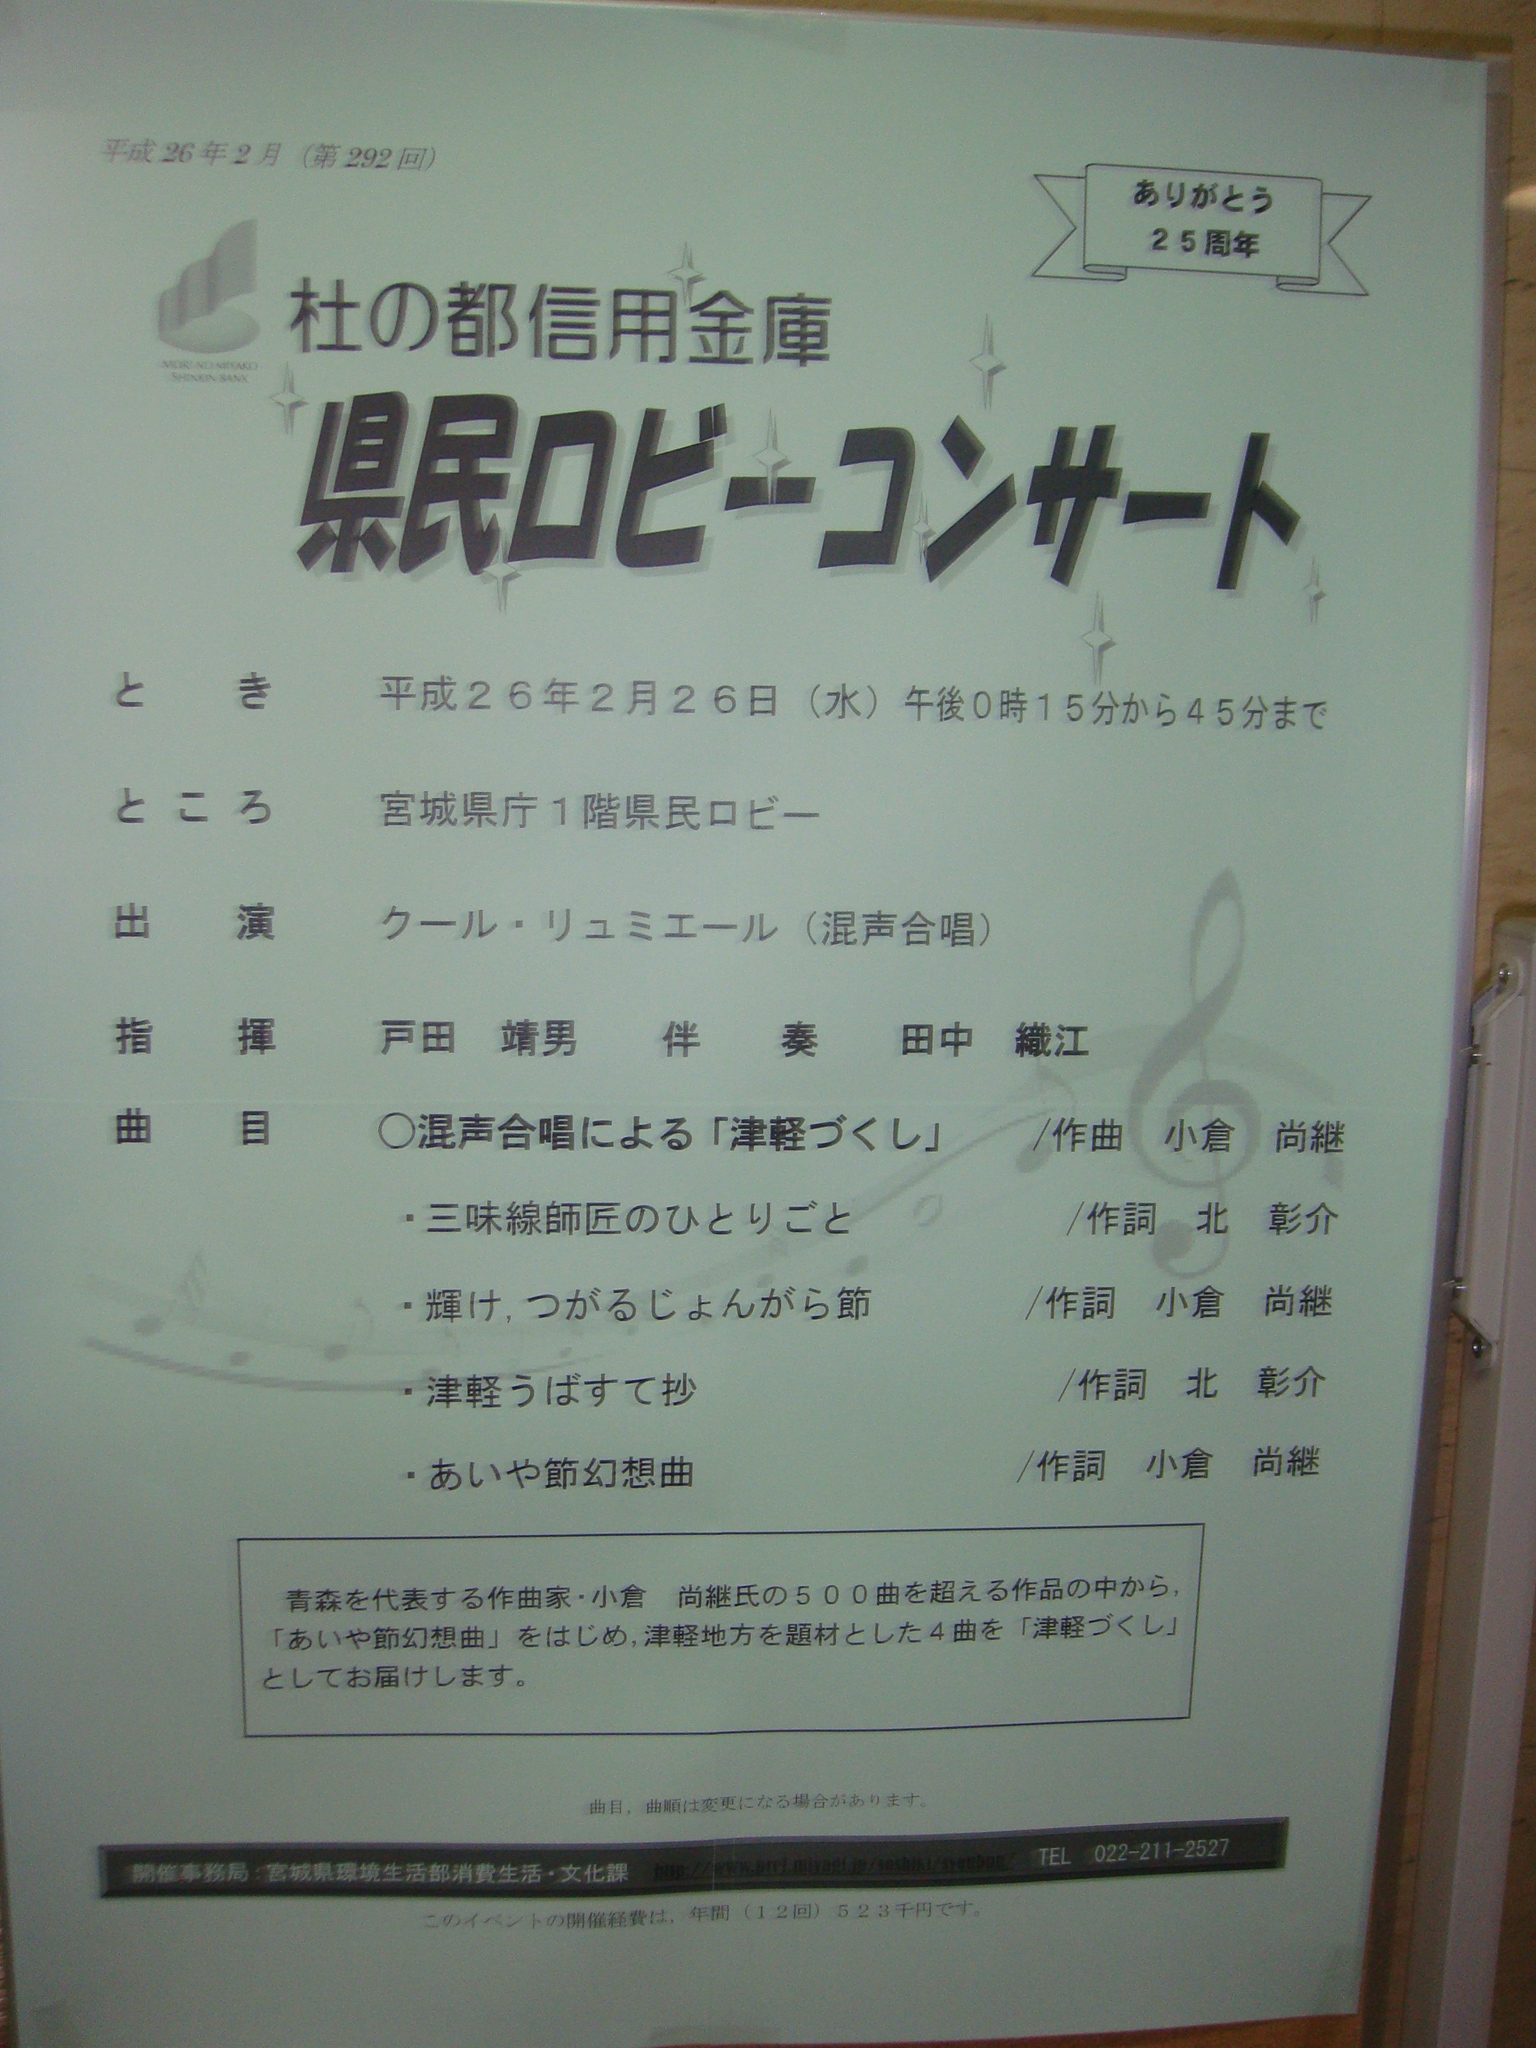 平成26年2月（第292回）
ありがとう
２５周年
杜の都信用金庫
MORI-NO-MIYAKO
SHINKIN BANK
県民ロビーコンサート
とき　平成２６年２月２６日（水）午後０時１５分から４５分まで
ところ　宮城県庁１階県民ロビー
出演　クール・リュミエール（混声合唱）
指揮　戸田　靖男　伴奏　田中　織江
曲目　○混声合唱による「津軽づくし」　/作曲　小倉　尚継
・三味線師匠のひとりごと　/作詞　北　彰介
・輝け,つがるじょんがら節　/作詞　小倉　尚継
・津軽うばすて抄　/作詞　北　彰介
・あいや節幻想曲　/作詞　小倉　尚継
青森を代表する作曲家・小倉　尚継氏の５００曲を超える作品の中から,
「あいや節幻想曲」をはじめ,津軽地方を題材とした４曲を「津軽づくし」
としてお届けします。
曲目，曲順は変更になる場合があります。
開催事務局：宮城県環境生活部消費生活・文化課　TEL　022-211-2527
このイベントの開催経費は，年間（１２回）５２３千円です。